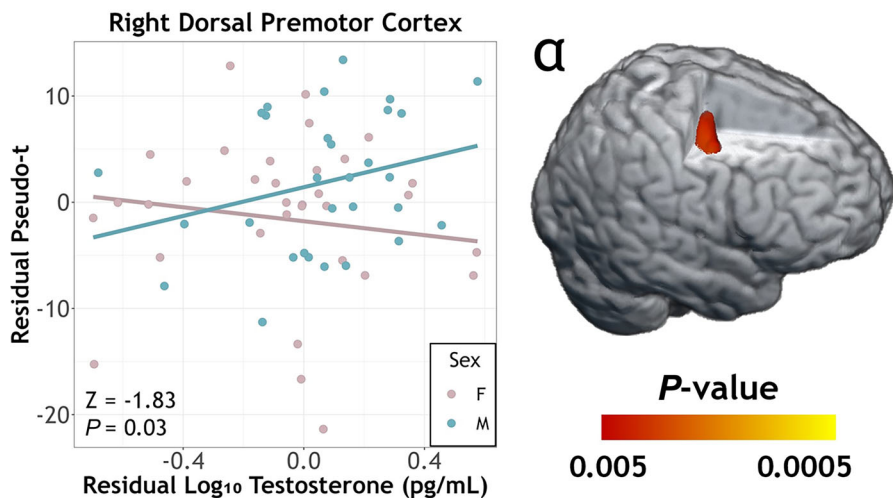 Right Dorsal Premotor Cortex
α
Residual Pseudo-t
10
0
-10
-20
Z = -1.83
P = 0.03
Sex
F
M
-0.4
0.0
0.4
Residual Log₁₀ Testosterone (pg/mL)
P-value
0.005
0.0005